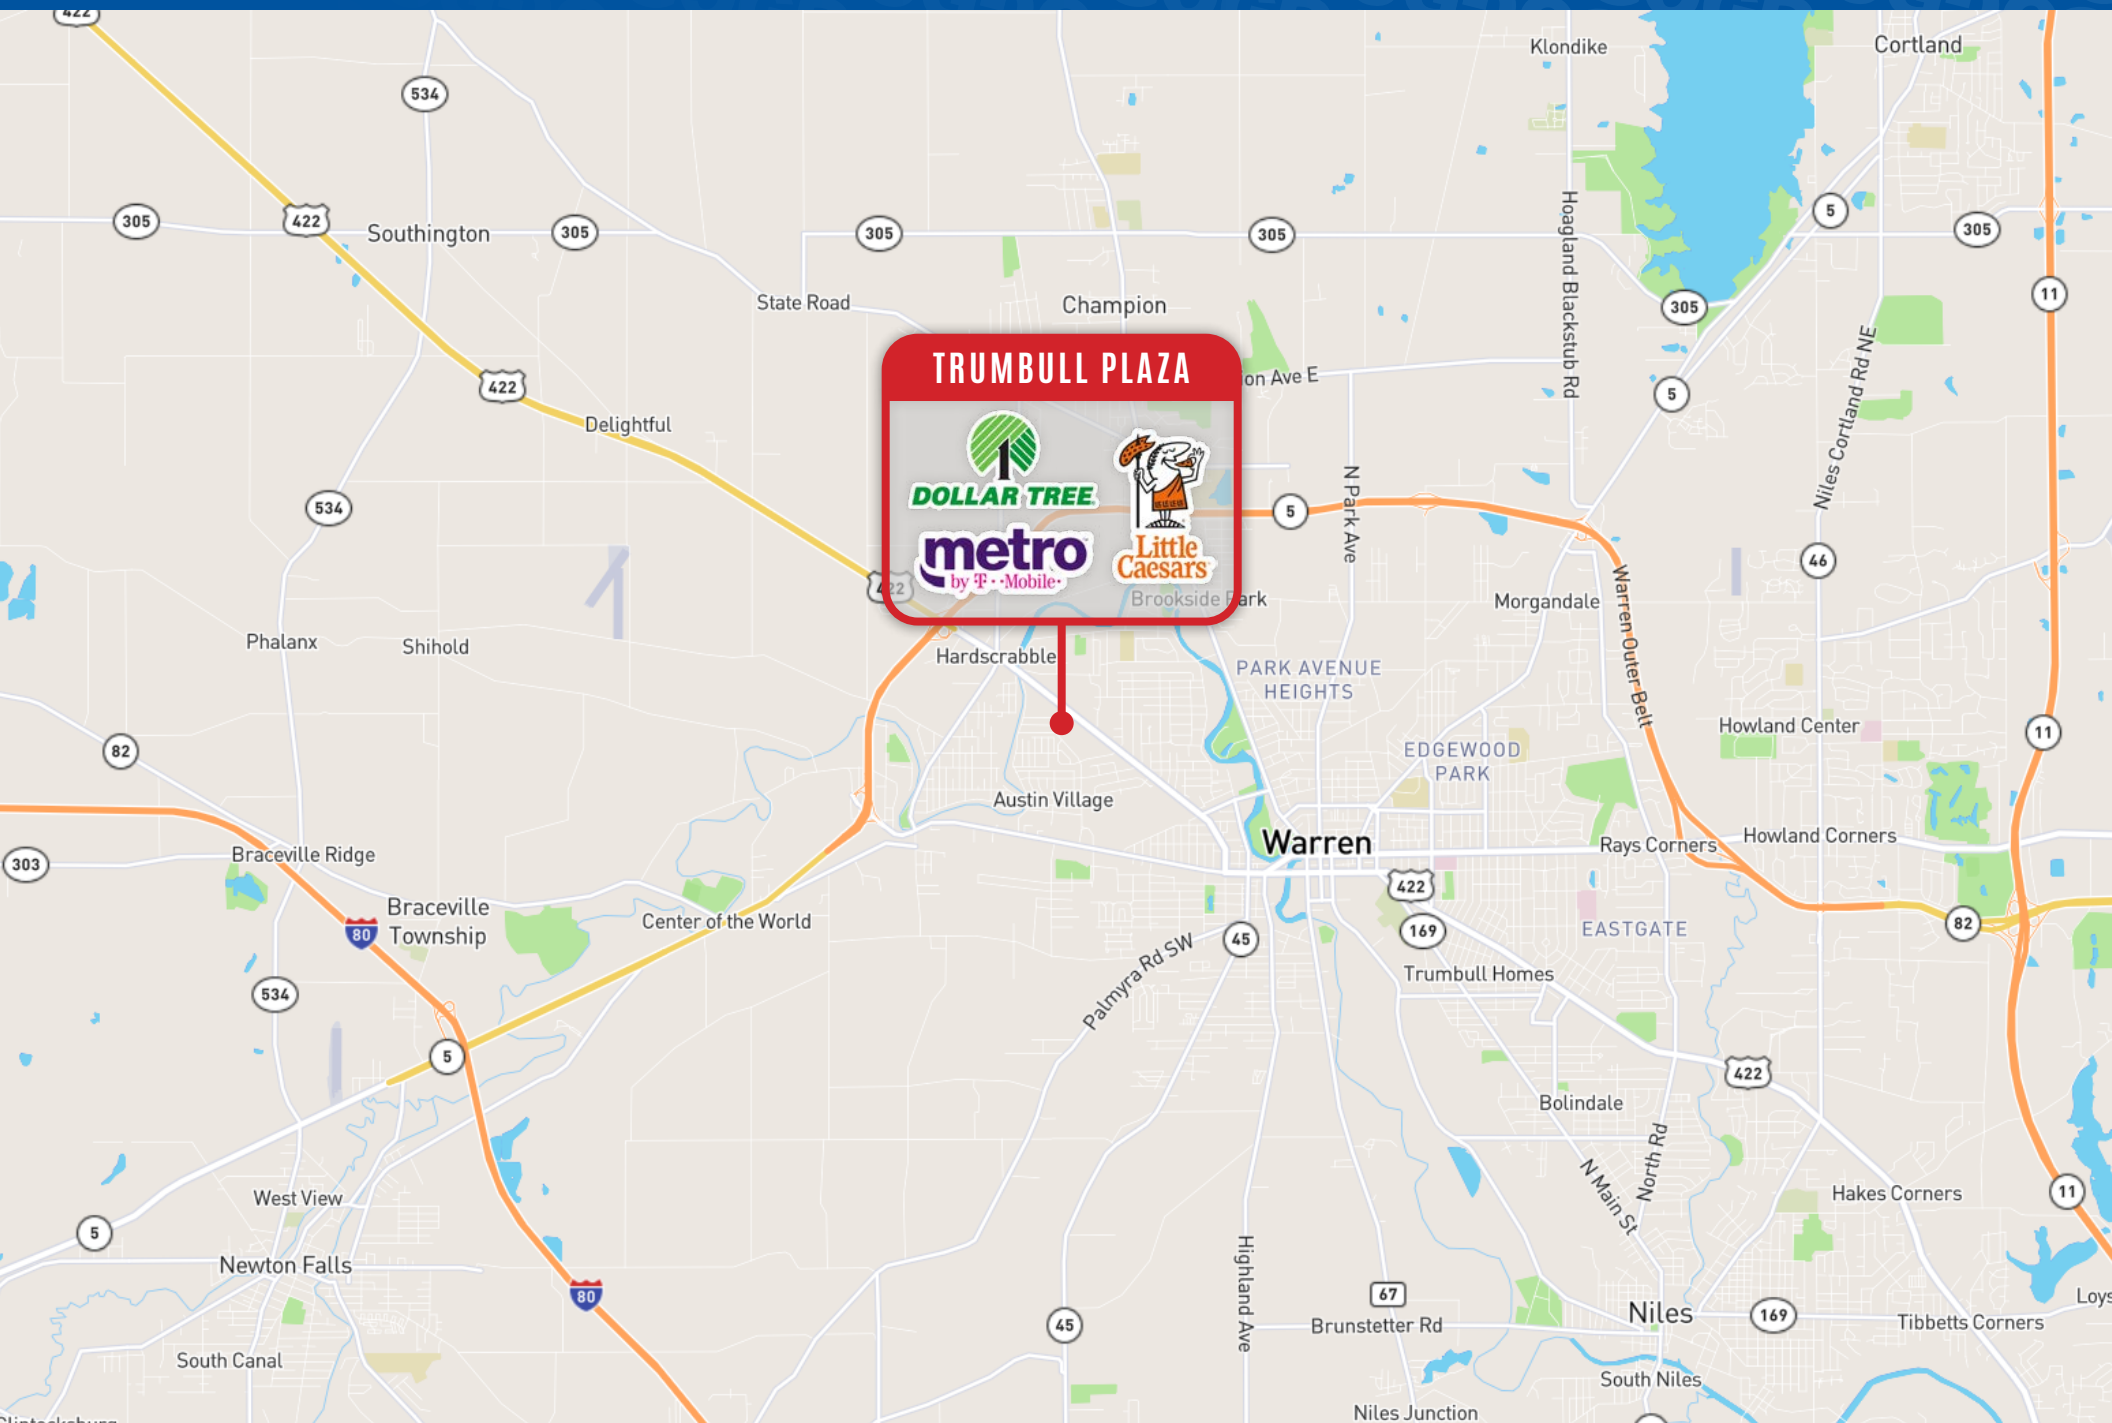 422
Klondike
Cortland
534
305
422
Southington
305
305
305
5
305
Hoagland Blackstub Rd
State Road
Champion
305
11
TRUMBULL PLAZA
ion Ave E
422
5
Niles Cortland Rd NE
Delightful
DOLLAR TREE
metro
by T-Mobile
Little
Caesars
534
N Park Ave
5
46
422
Brookside Park
Morgandale
Warren Outer Belt
Phalanx
Shihold
Hardscrabble
PARK AVENUE
HEIGHTS
82
Howland Center
11
EDGEWOOD
PARK
Austin Village
Warren
Rays Corners
Howland Corners
303
Braceville Ridge
422
Braceville
Township
80
Center of the World
45
169
EASTGATE
82
Palmyra Rd SW
Trumbull Homes
534
5
422
Bolindale
North Rd
N Main St
West View
Hakes Corners
11
5
Newton Falls
80
Highland Ave
67
Loys
45
Brunstetter Rd
Niles
169
Tibbetts Corners
South Canal
South Niles
Niles Junction